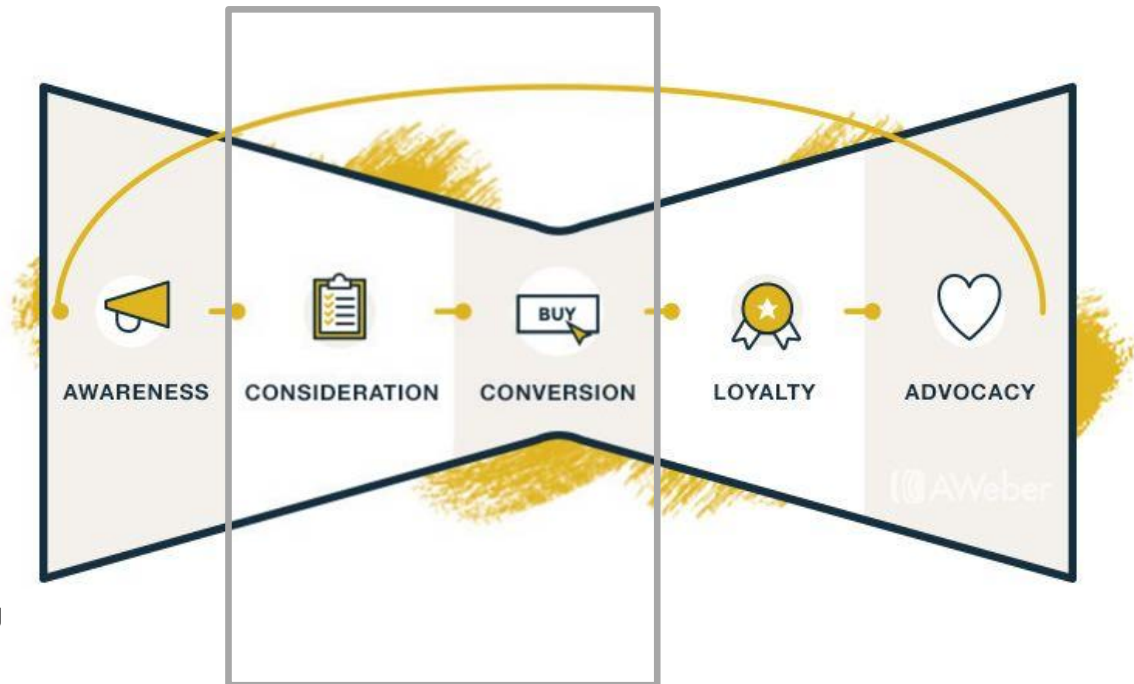 BUY
AWARENESS
CONSIDERATION
CONVERSION
LOYALTY
ADVOCACY
AWeber